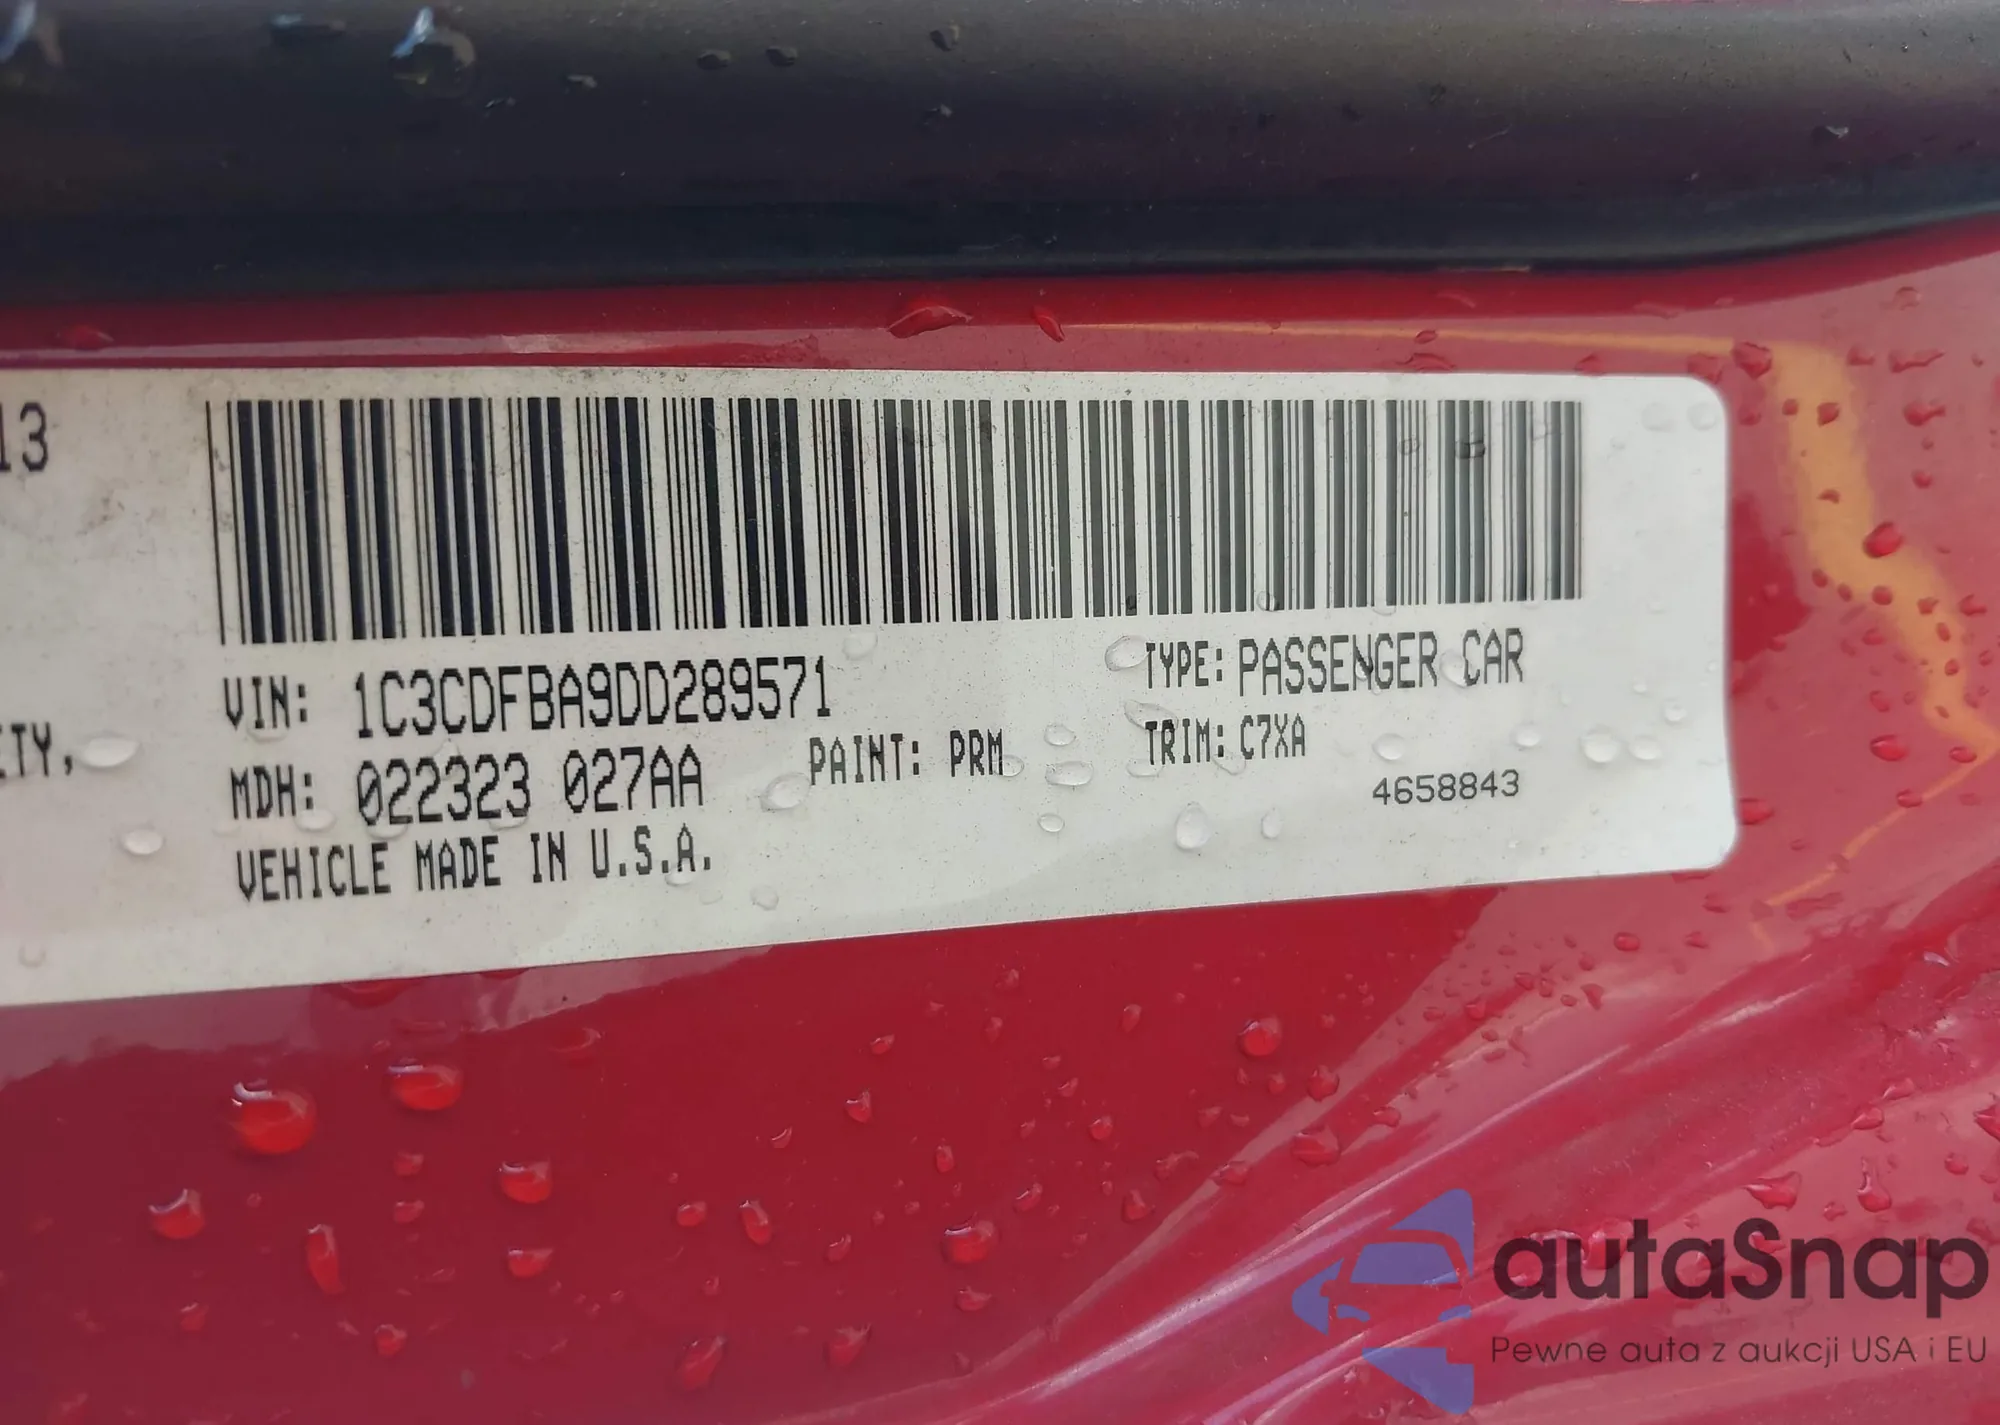 13
VIN: 1C3CDFBA9DD289571
TYPE: PASSENGER CAR
ITY,
MDH: 022323 027AA
PAINT: PRM
TRIM: C7XA
4658843
VEHICLE MADE IN U.S.A.
autaSnap
Pewne auta z aukcji USA i EU